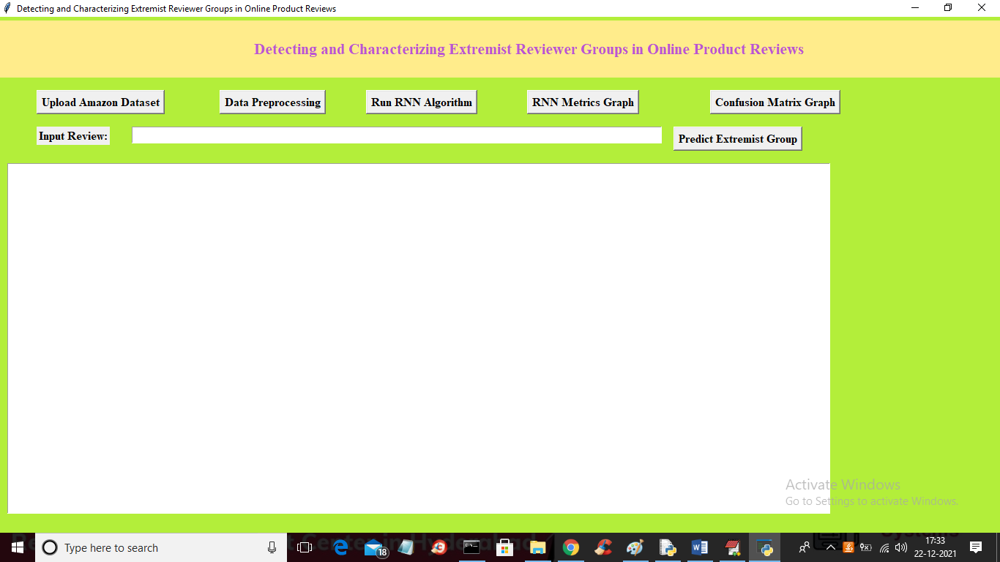 Detecting and Characterizing Extremist Reviewer Groups in Online Product Reviews
Detecting and Characterizing Extremist Reviewer Groups in Online Product Reviews
Upload Amazon Dataset Data Preprocessing Run RNN Algorithm RNN Metrics Graph Confusion Matrix Graph
Input Review: Predict Extremist Group
Activate Windows
Go to Settings to activate Windows.
Type here to search
18
17:33
22-12-2021